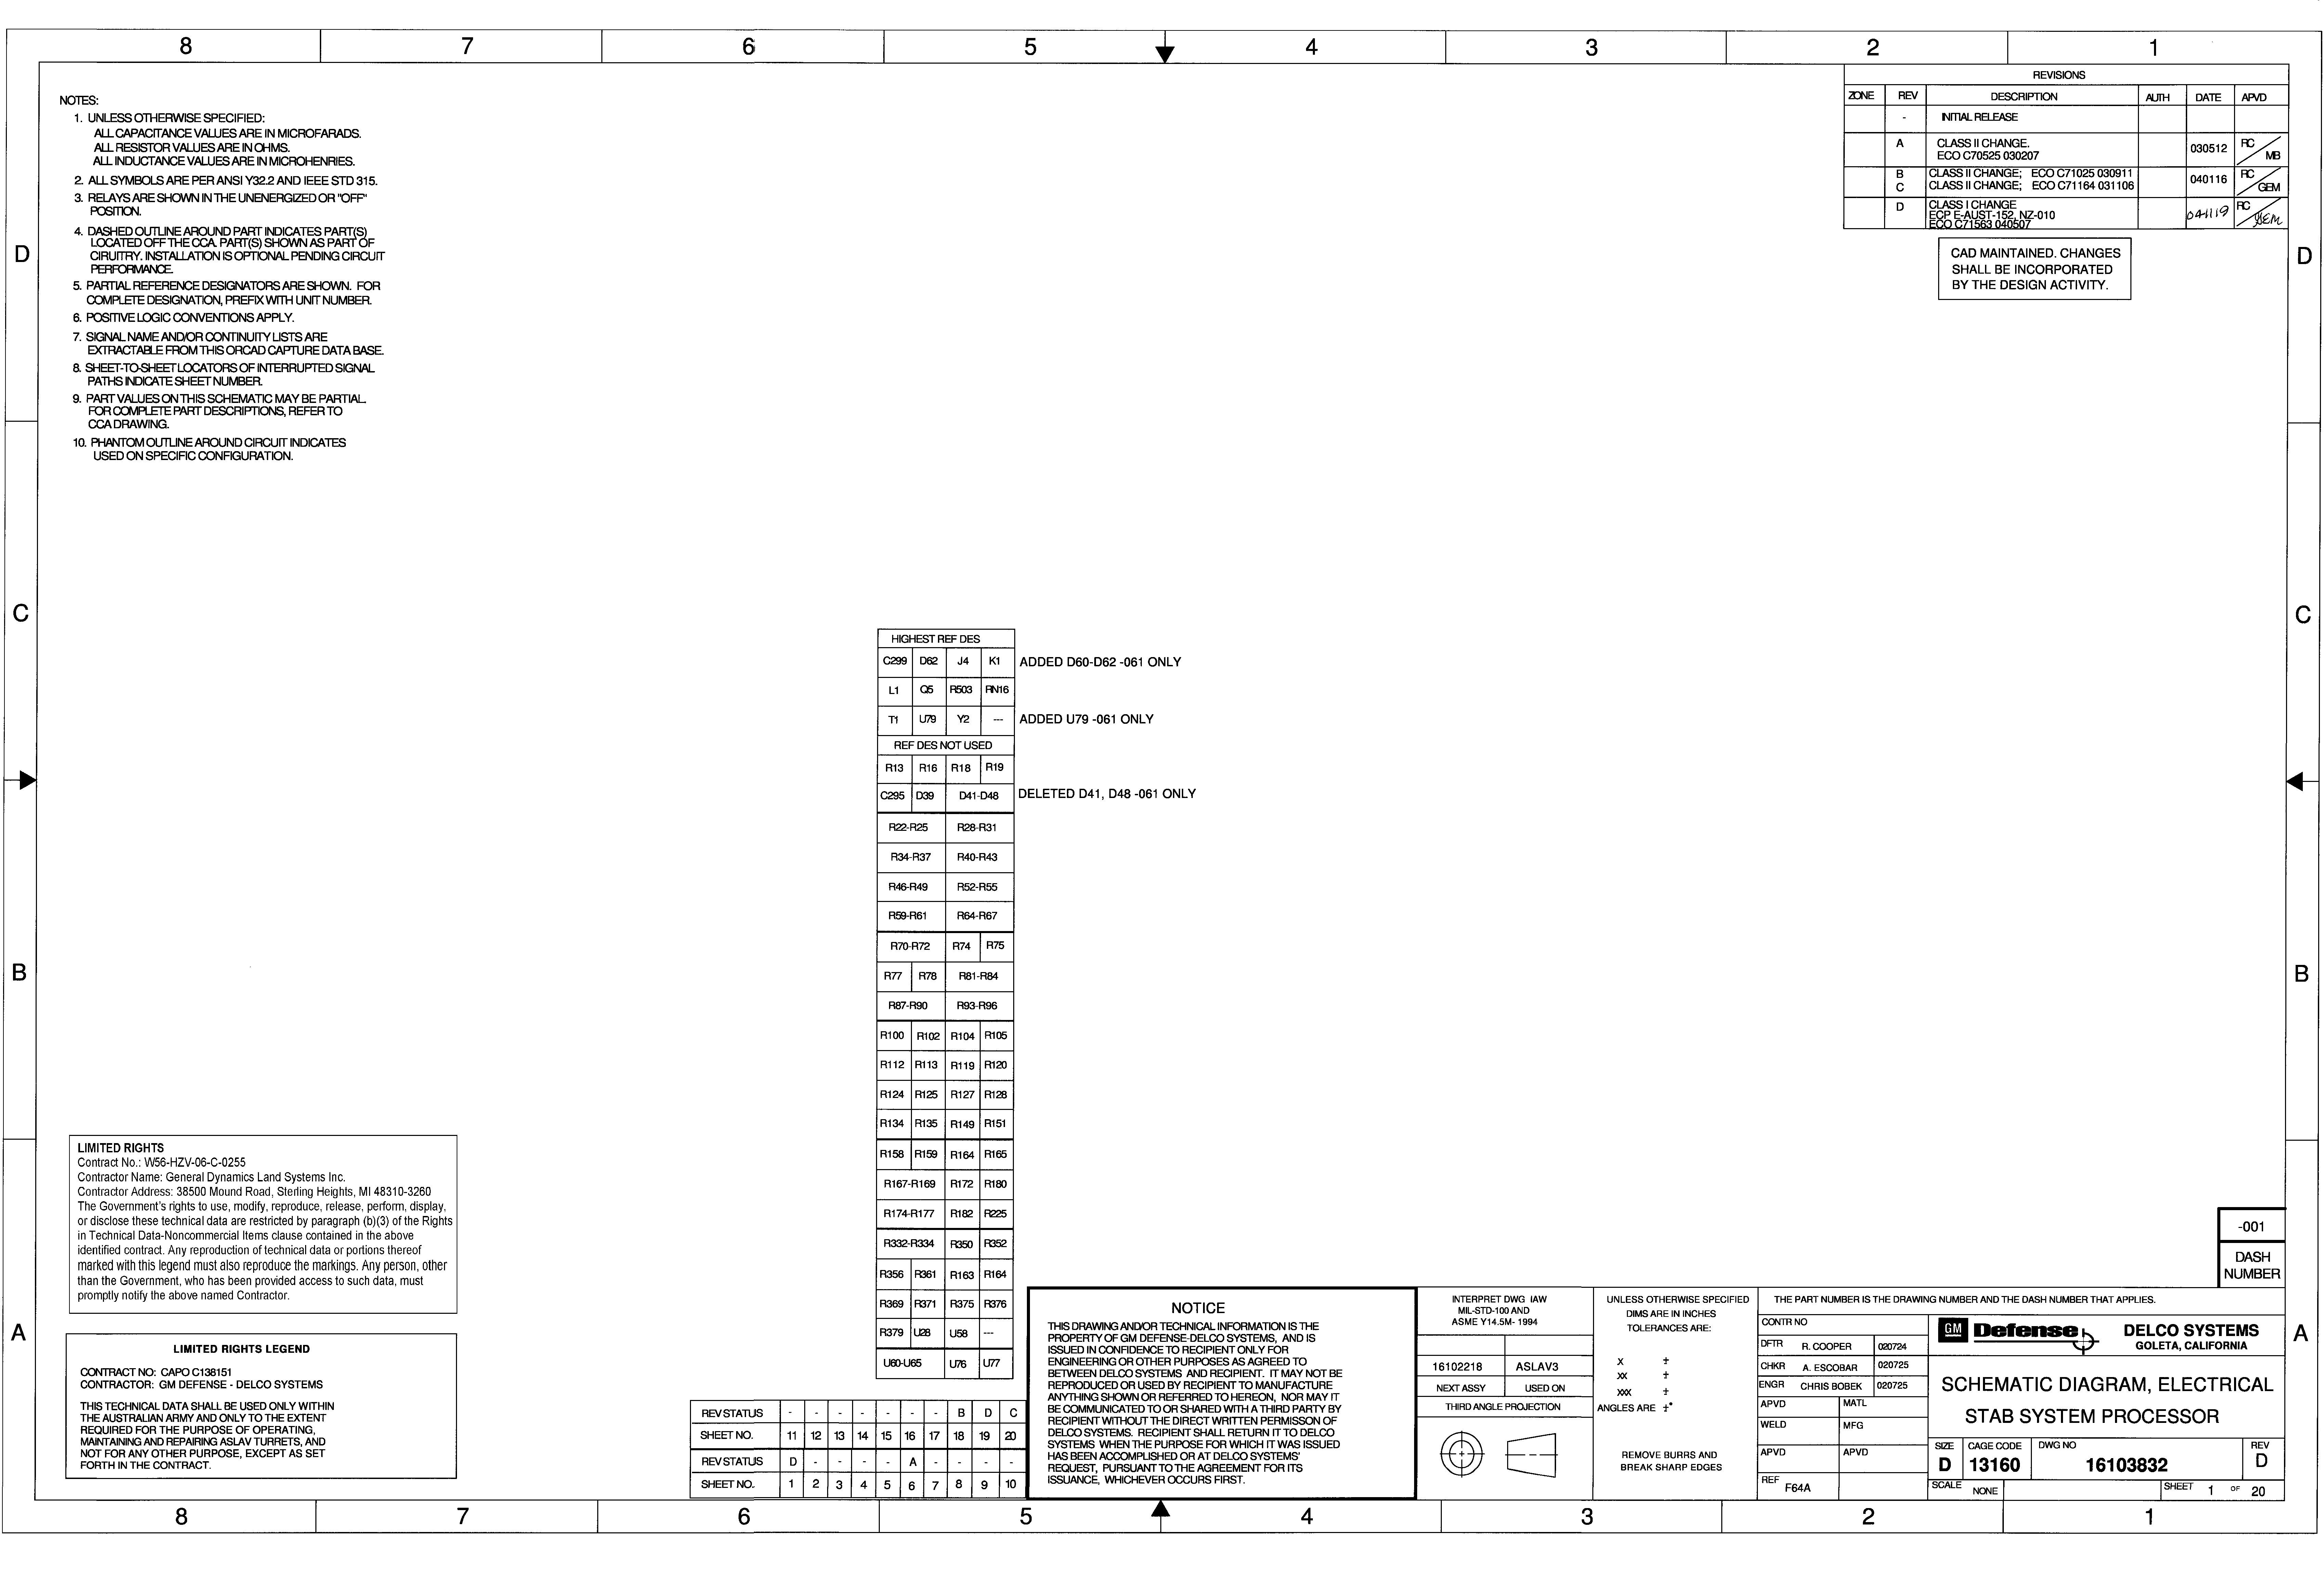 8 7 6 5 4 3 2 1
NOTES:
1. UNLESS OTHERWISE SPECIFIED:
ALL CAPACITANCE VALUES ARE IN MICROFARADS.
ALL RESISTOR VALUES ARE IN OHMS.
ALL INDUCTANCE VALUES ARE IN MICROHENRIES.
2. ALL SYMBOLS ARE PER ANSI Y32.2 AND IEEE STD 315.
3. RELAYS ARE SHOWN IN THE UNENERGIZED OR "OFF"
POSITION.
4. DASHED OUTLINE AROUND PART INDICATES PART(S)
LOCATED OFF THE CCA. PART(S) SHOWN AS PART OF
CIRUITRY. INSTALLATION IS OPTIONAL PENDING CIRCUIT
PERFORMANCE.
5. PARTIAL REFERENCE DESIGNATORS ARE SHOWN. FOR
COMPLETE DESIGNATION, PREFIX WITH UNIT NUMBER.
6. POSITIVE LOGIC CONVENTIONS APPLY.
7. SIGNAL NAME AND/OR CONTINUITY LISTS ARE
EXTRACTABLE FROM THIS ORCAD CAPTURE DATA BASE.
8. SHEET-TO-SHEET LOCATORS OF INTERRUPTED SIGNAL
PATHS INDICATE SHEET NUMBER.
9. PART VALUES ON THIS SCHEMATIC MAY BE PARTIAL.
FOR COMPLETE PART DESCRIPTIONS, REFER TO
CCA DRAWING.
10. PHANTOM OUTLINE AROUND CIRCUIT INDICATES
USED ON SPECIFIC CONFIGURATION.
REVISIONS
ZONE REV DESCRIPTION AUTH DATE APVD
- INITIAL RELEASE
A CLASS II CHANGE. 030512 RC/MB
ECO C70525 030207
B CLASS II CHANGE; ECO C71025 030911 040116 RC/GEM
C CLASS II CHANGE; ECO C71164 031106
D CLASS I CHANGE 041119 RC/GEM
ECP E-AUST-152, NZ-010
ECO C71563 040507
CAD MAINTAINED. CHANGES
SHALL BE INCORPORATED
BY THE DESIGN ACTIVITY.
D D
C C
B B
A A
HIGHEST REF DES
C299 D62 J4 K1 ADDED D60-D62 -061 ONLY
L1 Q5 R503 RN16
T1 U79 Y2 --- ADDED U79 -061 ONLY
REF DES NOT USED
R13 R16 R18 R19
C295 D39 D41-D48 DELETED D41, D48 -061 ONLY
R22-R25 R28-R31
R34-R37 R40-R43
R46-R49 R52-R55
R59-R61 R64-R67
R70-R72 R74 R75
R77 R78 R81-R84
R87-R90 R93-R96
R100 R102 R104 R105
R112 R113 R119 R120
R124 R125 R127 R128
R134 R135 R149 R151
R158 R159 R164 R165
R167-R169 R172 R180
R174-R177 R182 R225
R332-R334 R350 R352
R356 R361 R163 R164
R369 R371 R375 R376
R379 U28 U58 ---
U60-U65 U76 U77
LIMITED RIGHTS
Contract No.: W56-HZV-06-C-0255
Contractor Name: General Dynamics Land Systems Inc.
Contractor Address: 38500 Mound Road, Sterling Heights, MI 48310-3260
The Government's rights to use, modify, reproduce, release, perform, display,
or disclose these technical data are restricted by paragraph (b)(3) of the Rights
in Technical Data-Noncommercial Items clause contained in the above
identified contract. Any reproduction of technical data or portions thereof
marked with this legend must also reproduce the markings. Any person, other
than the Government, who has been provided access to such data, must
promptly notify the above named Contractor.
LIMITED RIGHTS LEGEND
CONTRACT NO: CAPO C138151
CONTRACTOR: GM DEFENSE - DELCO SYSTEMS
THIS TECHNICAL DATA SHALL BE USED ONLY WITHIN
THE AUSTRALIAN ARMY AND ONLY TO THE EXTENT
REQUIRED FOR THE PURPOSE OF OPERATING,
MAINTAINING AND REPAIRING ASLAV TURRETS, AND
NOT FOR ANY OTHER PURPOSE, EXCEPT AS SET
FORTH IN THE CONTRACT.
REV STATUS - - - - - - - B D C
SHEET NO. 11 12 13 14 15 16 17 18 19 20
REV STATUS D - - - - A - - - -
SHEET NO. 1 2 3 4 5 6 7 8 9 10
NOTICE
THIS DRAWING AND/OR TECHNICAL INFORMATION IS THE
PROPERTY OF GM DEFENSE-DELCO SYSTEMS, AND IS
ISSUED IN CONFIDENCE TO RECIPIENT ONLY FOR
ENGINEERING OR OTHER PURPOSES AS AGREED TO
BETWEEN DELCO SYSTEMS AND RECIPIENT. IT MAY NOT BE
REPRODUCED OR USED BY RECIPIENT TO MANUFACTURE
ANYTHING SHOWN OR REFERRED TO HEREON, NOR MAY IT
BE COMMUNICATED TO OR SHARED WITH A THIRD PARTY BY
RECIPIENT WITHOUT THE DIRECT WRITTEN PERMISSON OF
DELCO SYSTEMS. RECIPIENT SHALL RETURN IT TO DELCO
SYSTEMS WHEN THE PURPOSE FOR WHICH IT WAS ISSUED
HAS BEEN ACCOMPLISHED OR AT DELCO SYSTEMS'
REQUEST, PURSUANT TO THE AGREEMENT FOR ITS
ISSUANCE, WHICHEVER OCCURS FIRST.
INTERPRET DWG IAW
MIL-STD-100 AND
ASME Y14.5M- 1994
16102218 ASLAV3
NEXT ASSY USED ON
THIRD ANGLE PROJECTION
UNLESS OTHERWISE SPECIFIED
DIMS ARE IN INCHES
TOLERANCES ARE:
X ±
XX ±
XXX ±
ANGLES ARE ±°
REMOVE BURRS AND
BREAK SHARP EDGES
-001
DASH
NUMBER
THE PART NUMBER IS THE DRAWING NUMBER AND THE DASH NUMBER THAT APPLIES.
CONTR NO
DFTR R. COOPER 020724
CHKR A. ESCOBAR 020725
ENGR CHRIS BOBEK 020725
APVD MATL
WELD MFG
APVD APVD
REF F64A
GM Defense DELCO SYSTEMS
GOLETA, CALIFORNIA
SCHEMATIC DIAGRAM, ELECTRICAL
STAB SYSTEM PROCESSOR
SIZE CAGE CODE DWG NO REV
D 13160 16103832 D
SCALE NONE SHEET 1 OF 20
8 7 6 5 4 3 2 1